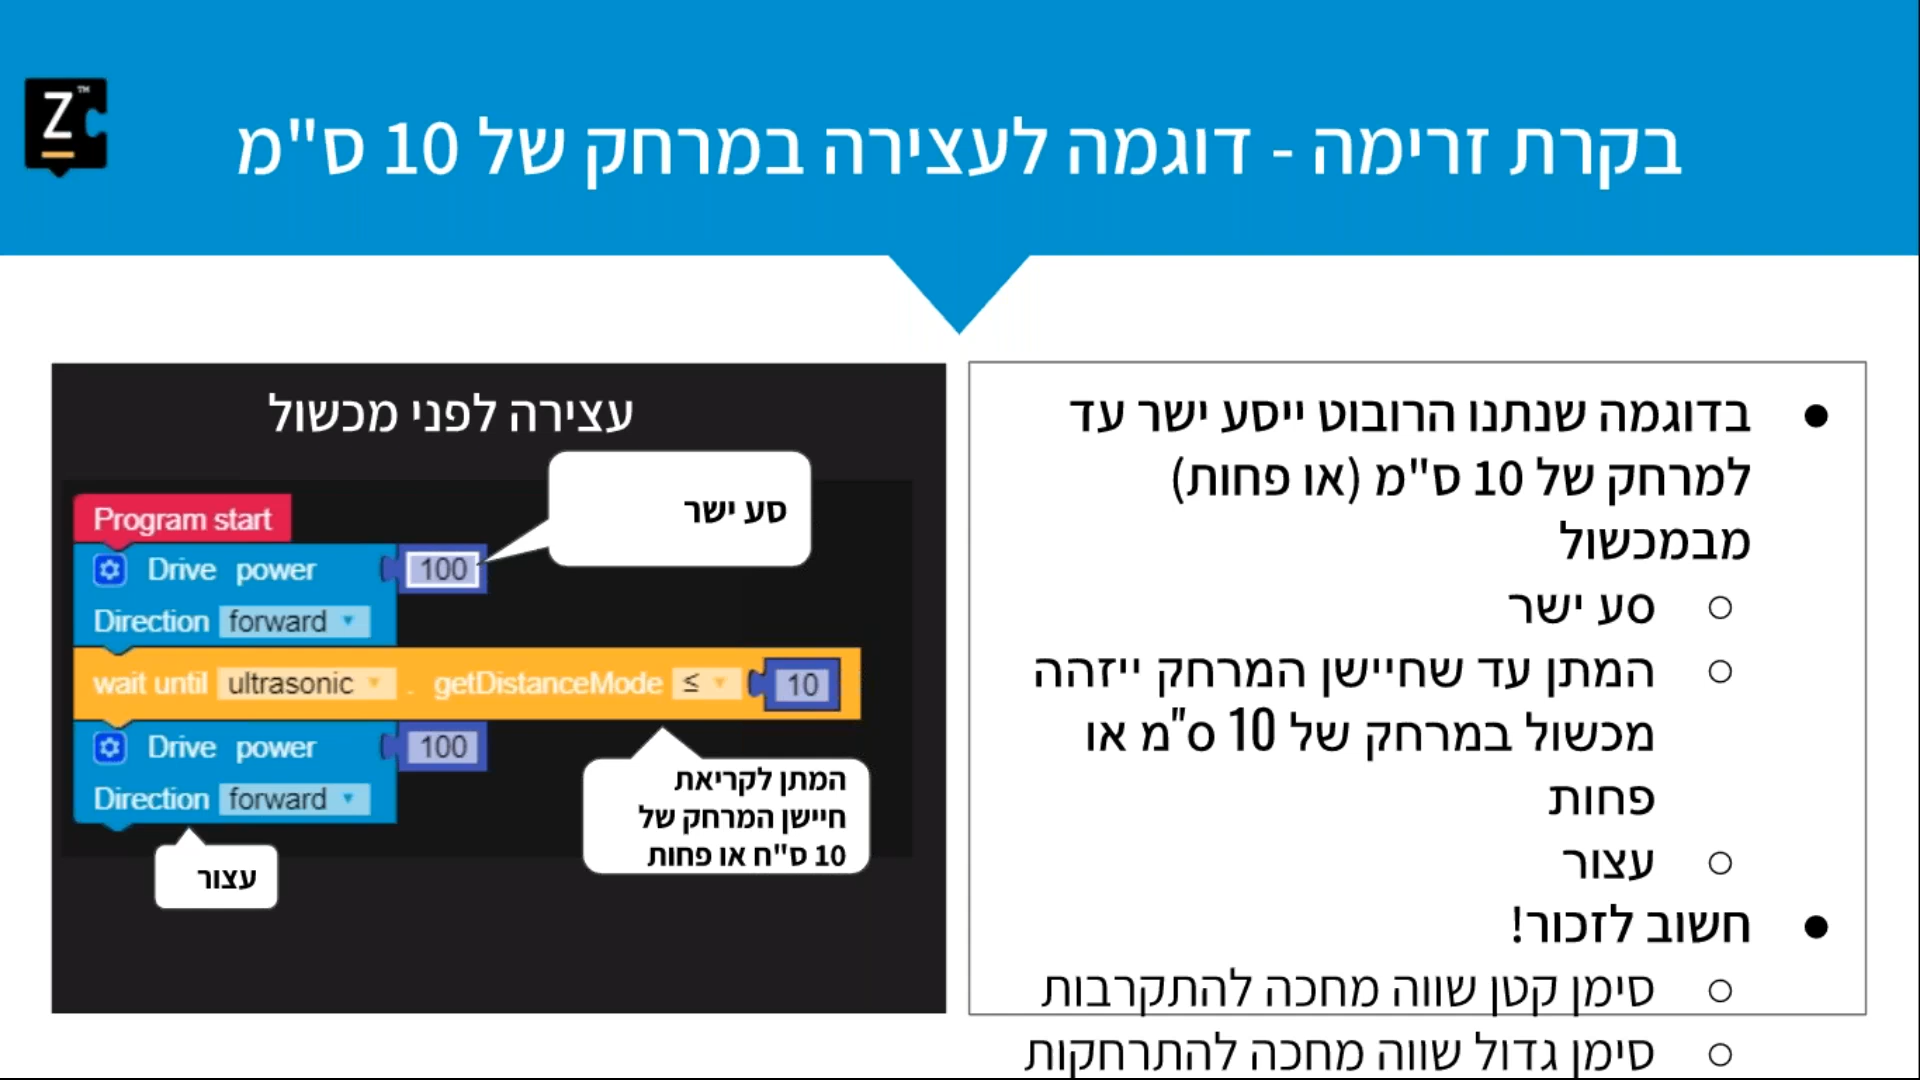 Z™
בקרת זרימה - דוגמה לעצירה במרחק של 10 ס"מ
בדוגמה שנתנו הרובוט ייסע ישר עד
למרחק של 10 ס"מ (או פחות)
מבמכשול
סע ישר
המתן עד שחיישן המרחק ייזהה
מכשול במרחק של 10 ס"מ או
פחות
עצור
חשוב לזכור!
סימן קטן שווה מחכה להתקרבות
סימן גדול שווה מחכה להתרחקות
עצירה לפני מכשול
סע ישר
Program start
Drive power 100
Direction forward
wait until ultrasonic . getDistanceMode ≤ 10
Drive power 100
Direction forward
המתן לקריאת
חיישן המרחק של
10 ס"ח או פחות
עצור